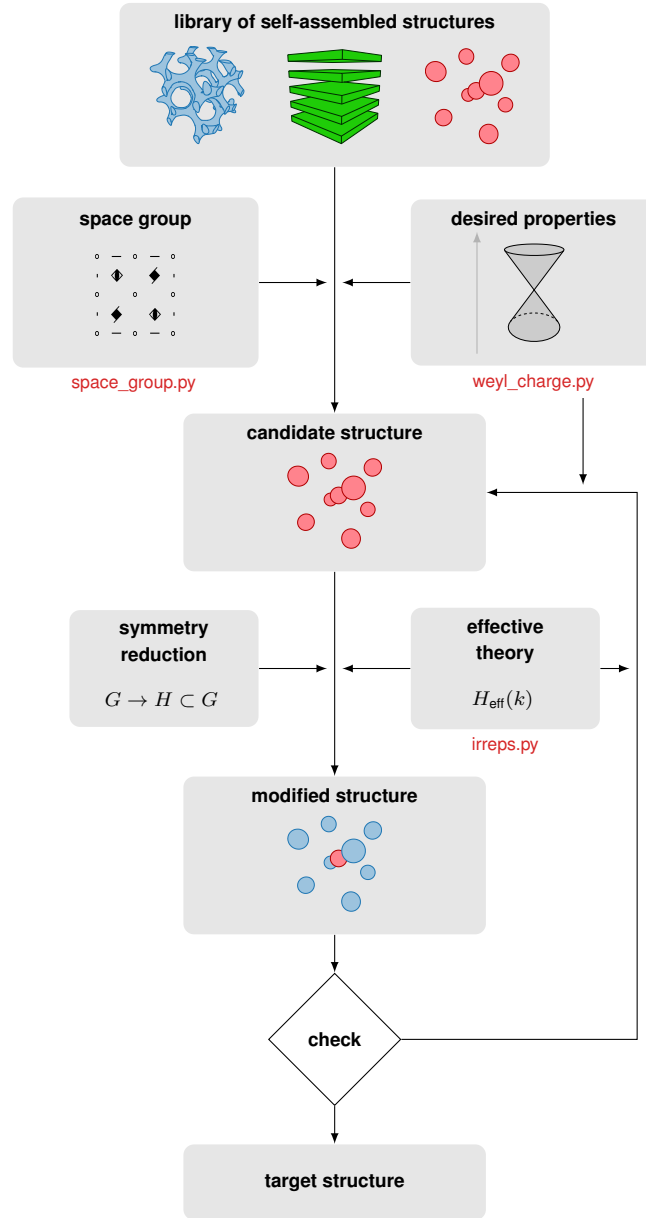 library of self-assembled structures
space group
desired properties
space_group.py
weyl_charge.py
candidate structure
symmetry
reduction
G → H ⊂ G
effective
theory
H_eff(k)
irreps.py
modified structure
check
target structure